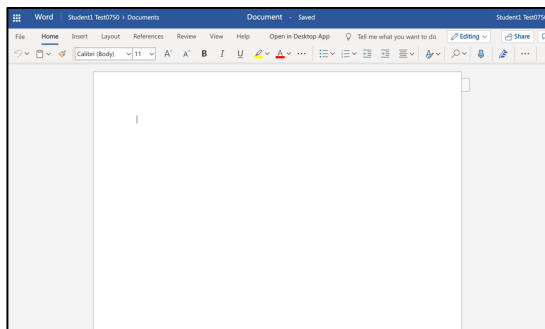 Word Student1 Test0750 › Documents Document - Saved Student1 Test0750
File Home Insert Layout References Review View Help Open in Desktop App Tell me what you want to do Editing Share
Calibri (Body) 11 A^ A˅ B I U A